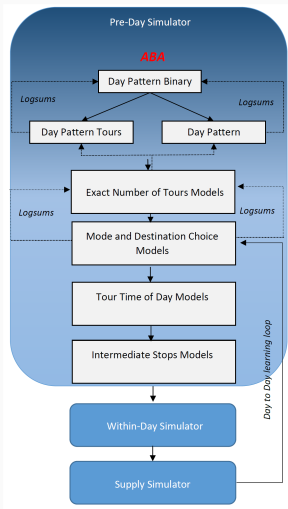 Pre-Day Simulator
ABA
Day Pattern Binary
Logsums
Logsums
Day Pattern Tours
Day Pattern
Exact Number of Tours Models
Logsums
Logsums
Mode and Destination Choice
Models
Tour Time of Day Models
Intermediate Stops Models
Day to Day learning loop
Within-Day Simulator
Supply Simulator